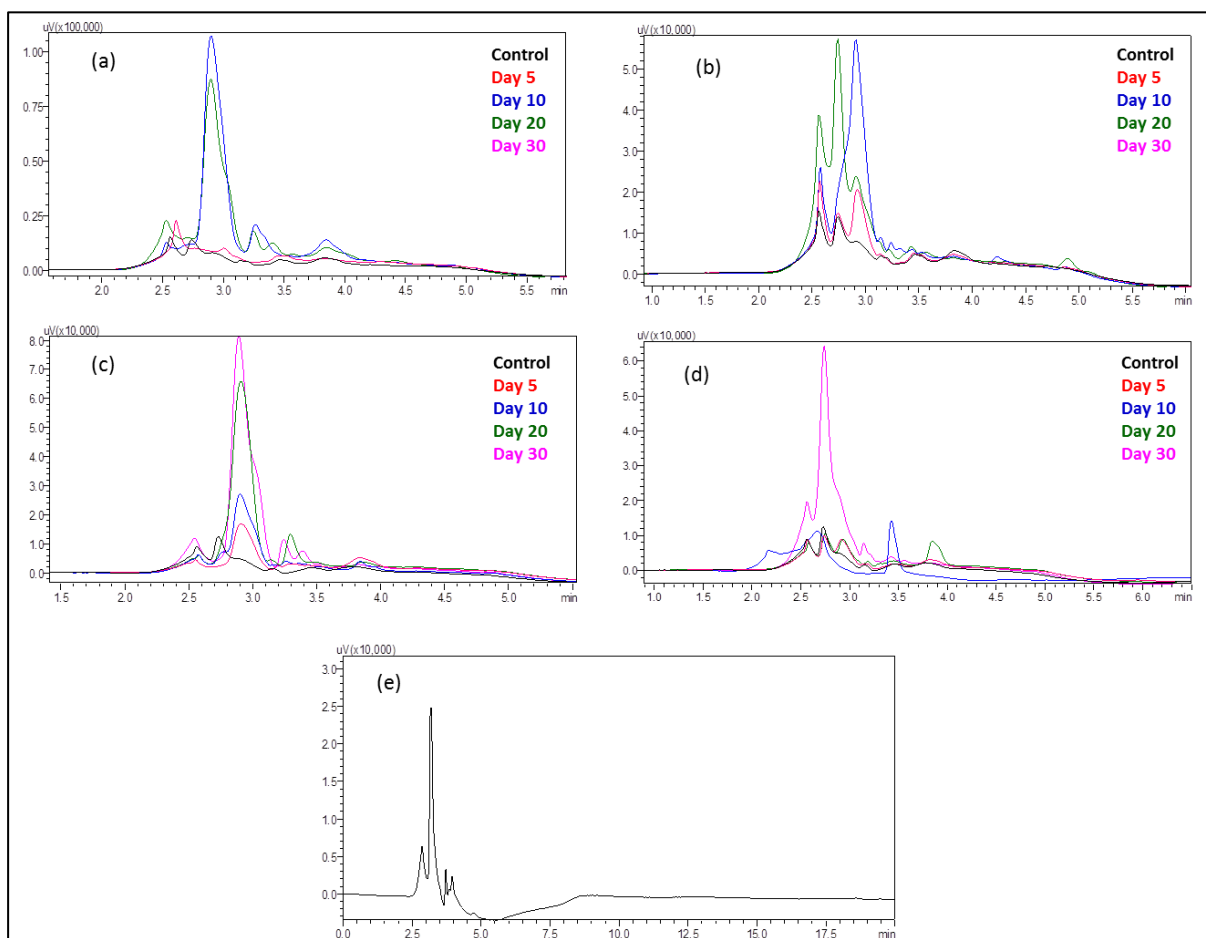 uV(x100,000)
(a)
Control
Day 5
Day 10
Day 20
Day 30
1.00
0.75
0.50
0.25
0.00
2.0 2.5 3.0 3.5 4.0 4.5 5.0 5.5
min
uV(x10,000)
(b)
Control
Day 5
Day 10
Day 20
Day 30
5.0
4.0
3.0
2.0
1.0
0.0
1.0 1.5 2.0 2.5 3.0 3.5 4.0 4.5 5.0 5.5 min
uV(x10,000)
(c)
Control
Day 5
Day 10
Day 20
Day 30
8.0
7.0
6.0
5.0
4.0
3.0
2.0
1.0
0.0
1.5 2.0 2.5 3.0 3.5 4.0 4.5 5.0 min
uV(x10,000)
(d)
Control
Day 5
Day 10
Day 20
Day 30
6.0
5.0
4.0
3.0
2.0
1.0
0.0
1.0 1.5 2.0 2.5 3.0 3.5 4.0 4.5 5.0 5.5 6.0 min
uV(x10,000)
(e)
3.0
2.5
2.0
1.5
1.0
0.5
0.0
0.0 2.5 5.0 7.5 10.0 12.5 15.0 17.5 min